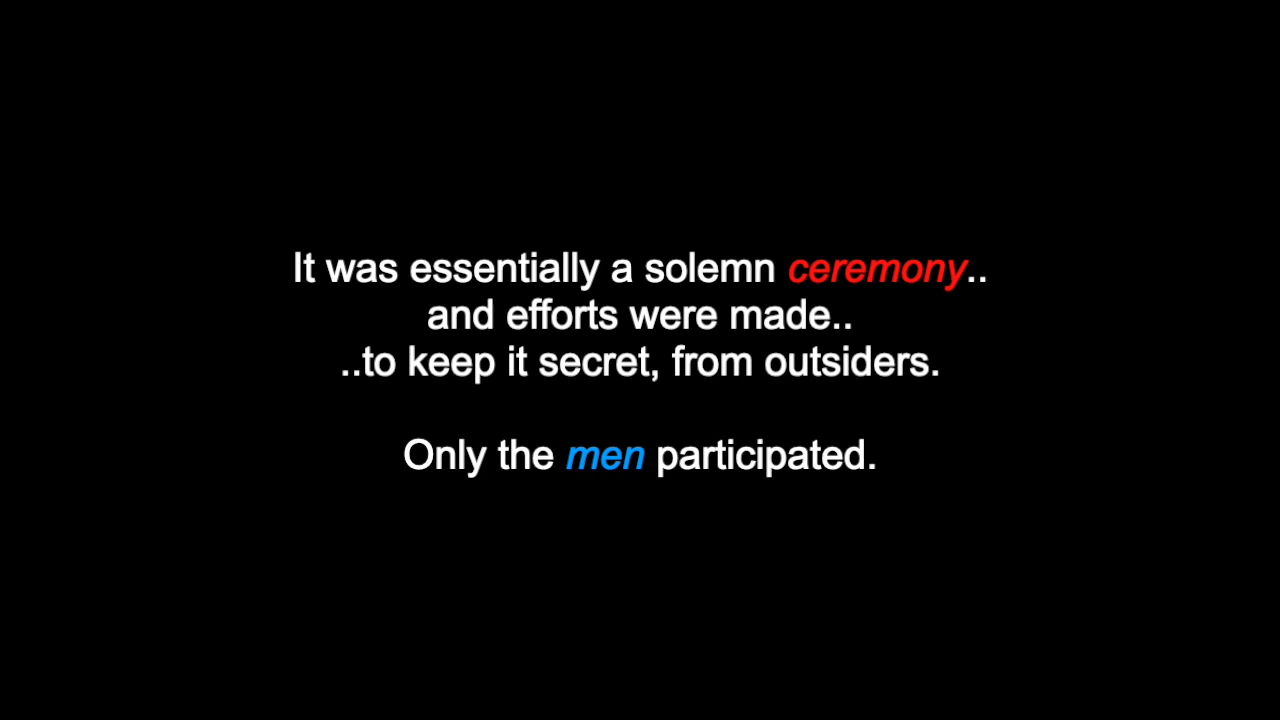 It was essentially a solemn ceremony..
and efforts were made..
..to keep it secret, from outsiders.
Only the men participated.